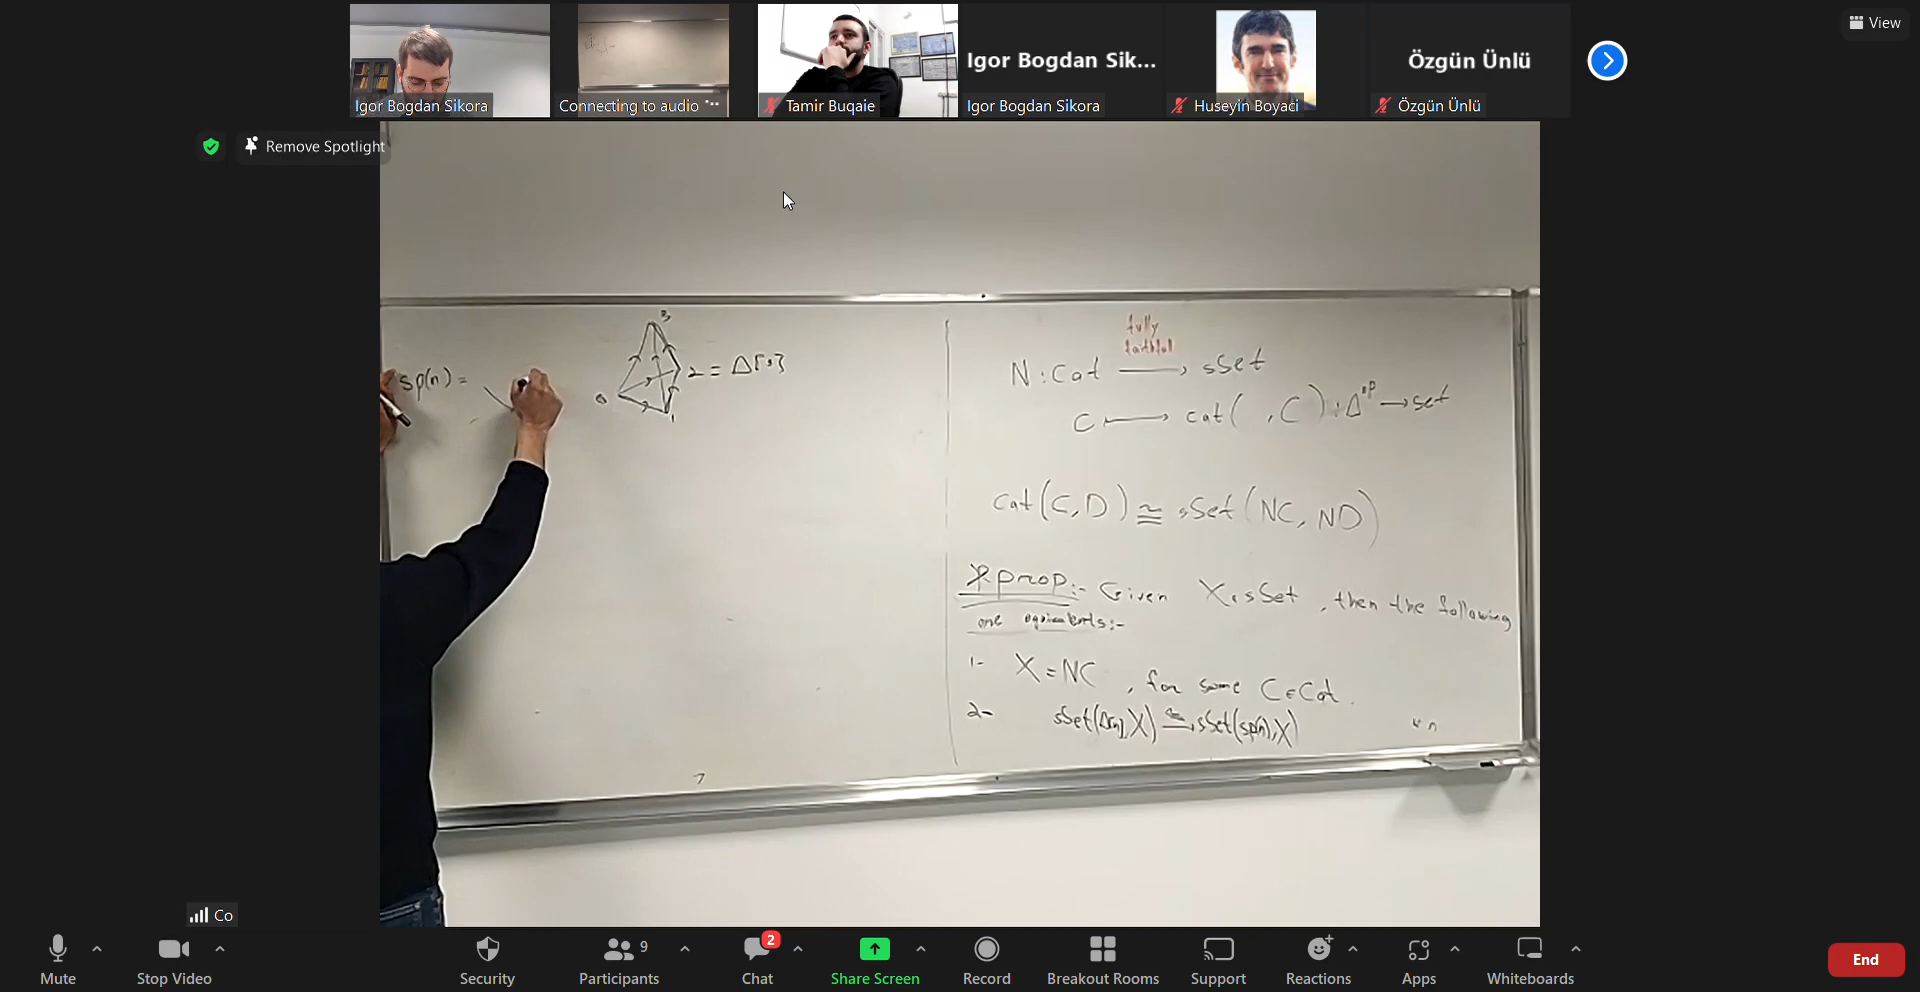 View
Igor Bogdan Sikora
Connecting to audio ···
Tamir Buqaie
Igor Bogdan Sik...
Igor Bogdan Sikora
Huseyin Boyaci
Özgün Ünlü
Özgün Ünlü
Remove Spotlight
sp(n) =
3
0
1
2 = Δ[3]
fully
faithful
N : Cat ⟶ sSet
C ⟼ cat( , C) : Δ^op → set
Cat(C, D) ≅ sSet(NC, ND)
prop:- Given X ∈ sSet, then the following
are equivalents:-
1- X = NC, for some C ∈ Cat.
2- sSet(Δ[n], X) ≅→ sSet(sp(n), X) ∀ n
Co
Mute
Stop Video
Security
Participants
9
Chat
2
Share Screen
Record
Breakout Rooms
Support
Reactions
Apps
Whiteboards
End